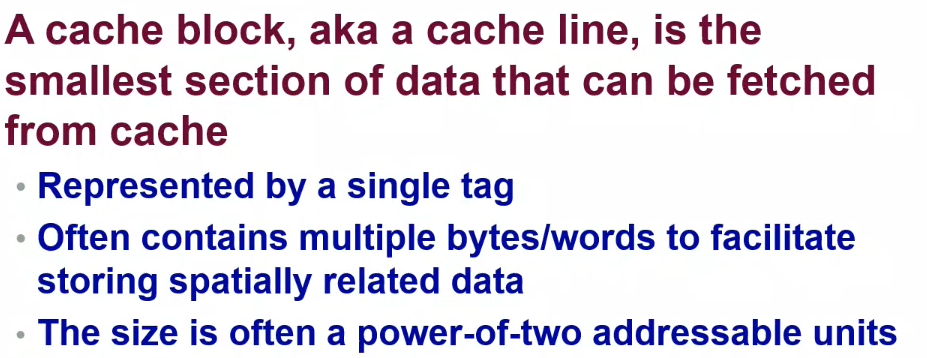 A cache block, aka a cache line, is the
smallest section of data that can be fetched
from cache
• Represented by a single tag
• Often contains multiple bytes/words to facilitate
storing spatially related data
• The size is often a power-of-two addressable units